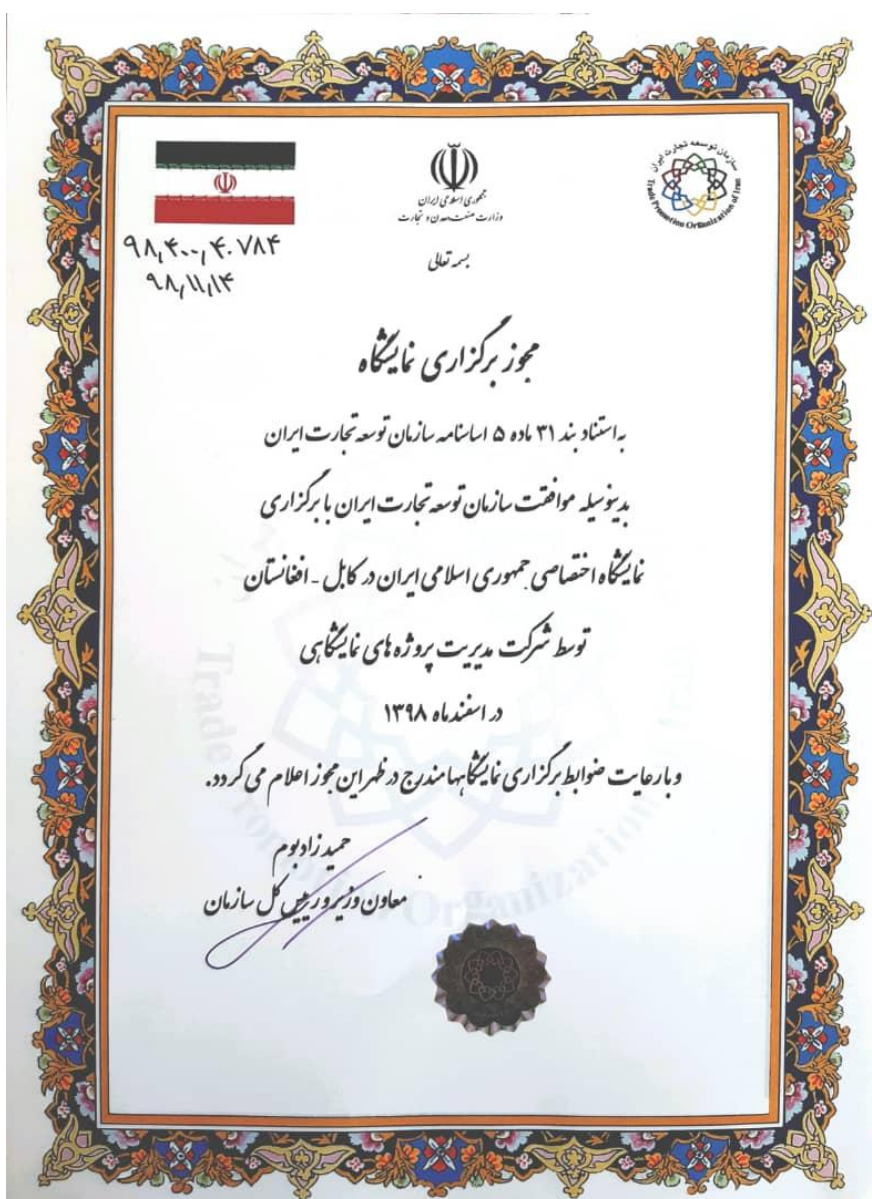 سازمان توسعه تجارت ایران
Trade Promotion Organization of Iran
جمهوری اسلامی ایران
وزارت صنعت، معدن و تجارت
۹۸,۴۰۰,۴۰۷۸۴
۹۸,۱۱,۱۴
بسمه تعالی
مجوز برگزاری نمایشگاه
به استناد بند ۳۱ ماده ۵ اساسنامه سازمان توسعه تجارت ایران
بدینوسیله موافقت سازمان توسعه تجارت ایران با برگزاری
نمایشگاه اختصاصی جمهوری اسلامی ایران در کابل - افغانستان
توسط شرکت مدیریت پروژه های نمایشگاهی
در اسفندماه ۱۳۹۸
و با رعایت ضوابط برگزاری نمایشگاهها مندرج در ظهر این مجوز اعلام می گردد.
حمید زادبوم
معاون وزیر و رییس کل سازمان